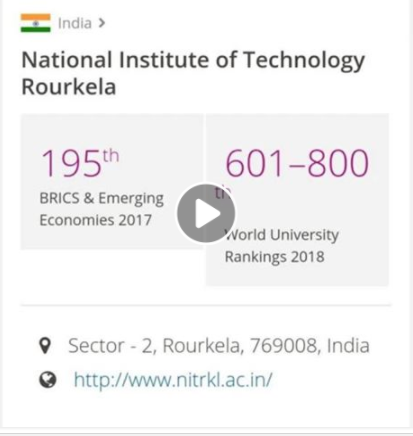 India
National Institute of Technology
Rourkela
195th
BRICS & Emerging
Economies 2017
601–800
th
World University
Rankings 2018
Sector - 2, Rourkela, 769008, India
http://www.nitrkl.ac.in/